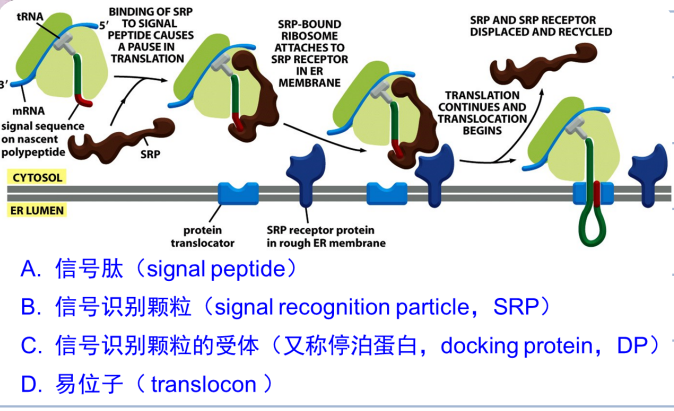 tRNA
5'
3'
mRNA
signal sequence
on nascent
polypeptide
BINDING OF SRP
TO SIGNAL
PEPTIDE CAUSES
A PAUSE IN
TRANSLATION
SRP
SRP-BOUND
RIBOSOME
ATTACHES TO
SRP RECEPTOR
IN ER
MEMBRANE
TRANSLATION
CONTINUES AND
TRANSLOCATION
BEGINS
SRP AND SRP RECEPTOR
DISPLACED AND RECYCLED
CYTOSOL
ER LUMEN
protein
translocator
SRP receptor protein
in rough ER membrane
A. 信号肽（signal peptide）
B. 信号识别颗粒（signal recognition particle，SRP）
C. 信号识别颗粒的受体（又称停泊蛋白，docking protein，DP）
D. 易位子（ translocon ）